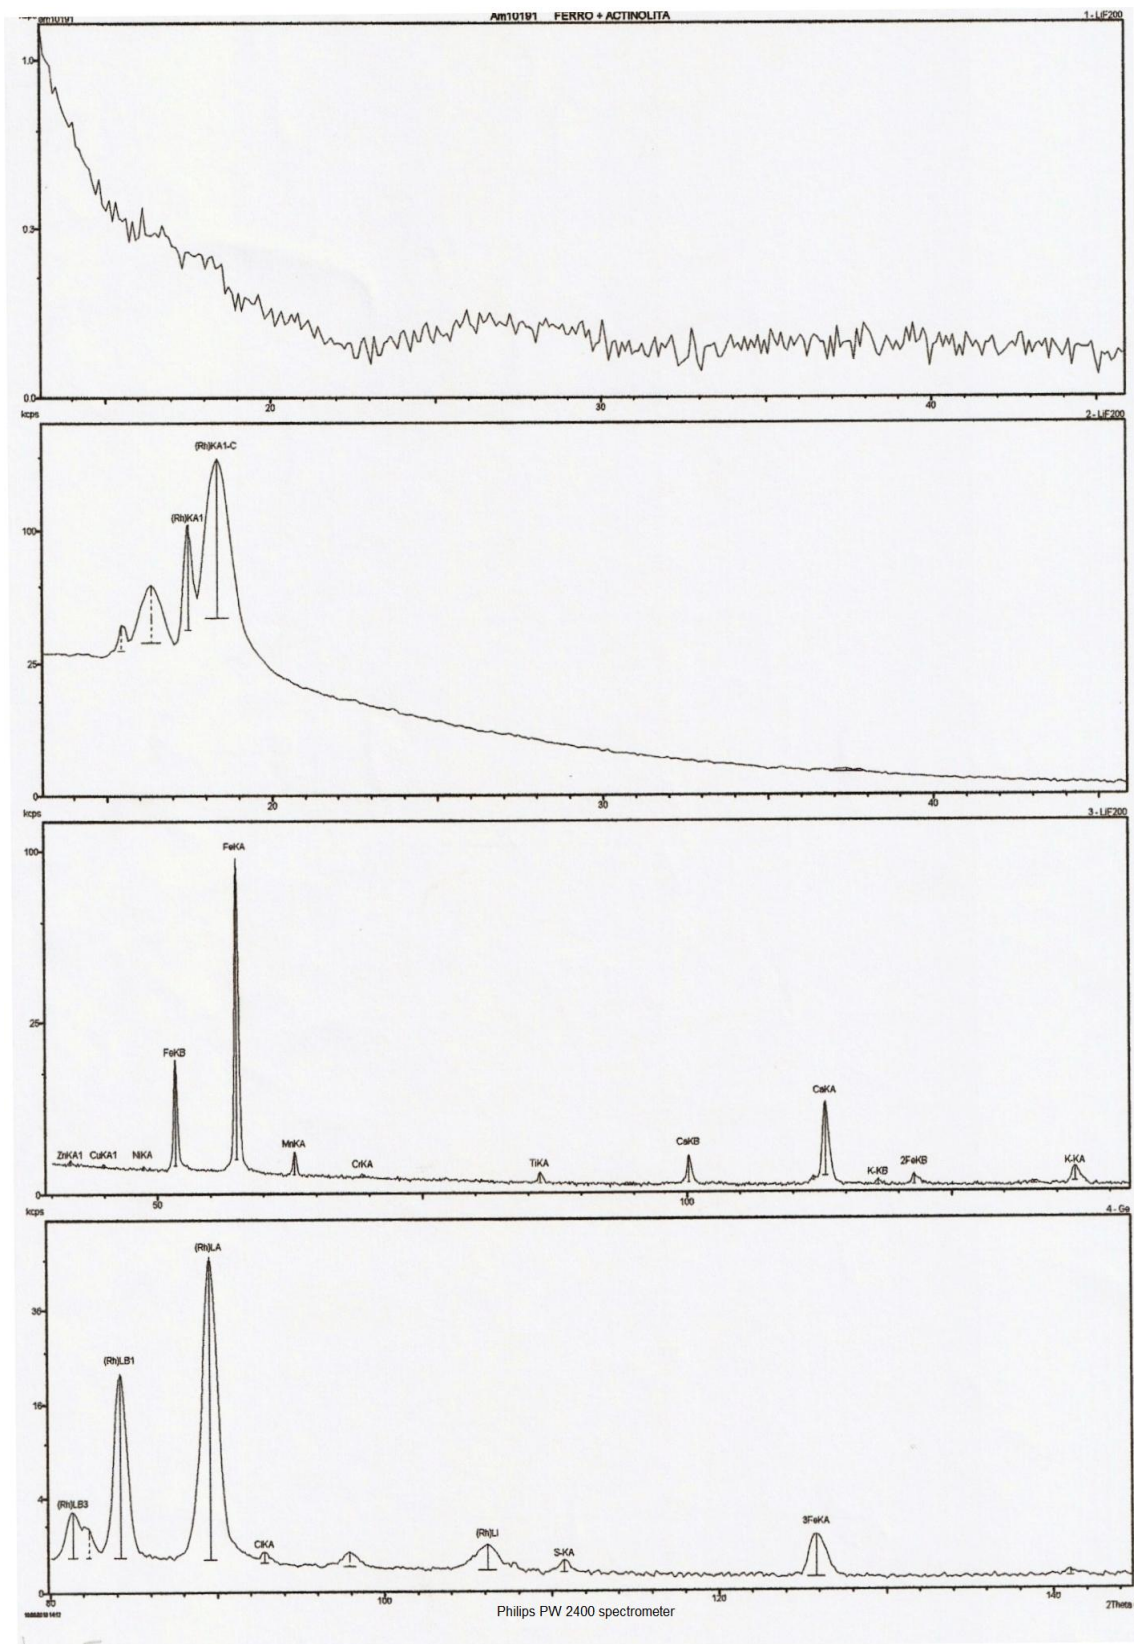 Am10191 FERRO + ACTINOLITA 1 - LiF200
1.0
0.3
0.0
20 30 40
kcps 2 - LiF200
(Rh)KA1-C
(Rh)KA1
100
25
0
20 30 40
kcps 3 - LiF200
FeKA
100
25
FeKB
CaKA
MnKA
ZnKA1 CuKA1 NiKA CrKA TiKA CaKB K-KB 2FeKB K-KA
0
50 100
kcps 4 - Ge
(Rh)LA
36
(Rh)LB1
16
4
(Rh)LB3
3FeKA
ClKA (Rh)Ll S-KA
0
80 100 120 140
2Theta
Philips PW 2400 spectrometer